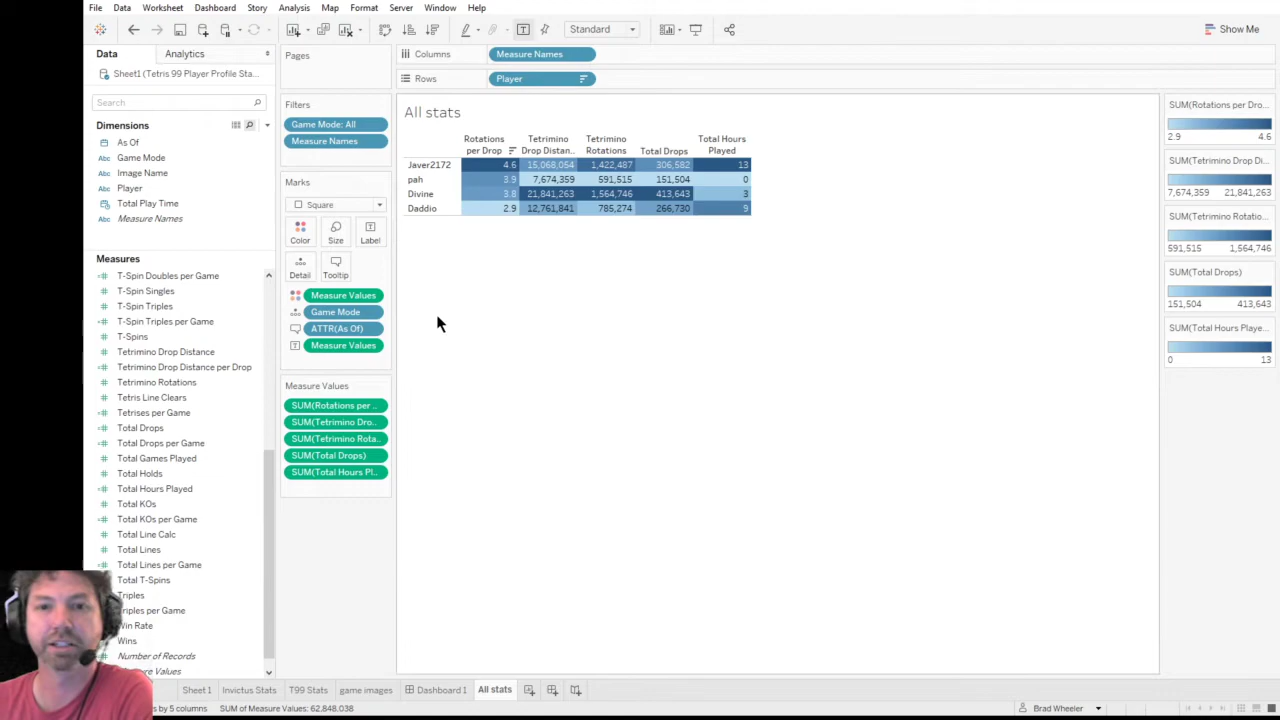 File Data Worksheet Dashboard Story Analysis Map Format Server Window Help
Standard
Show Me
Data Analytics
Sheet1 (Tetris 99 Player Profile Sta...
Search
Dimensions
As Of
Abc Game Mode
Abc Image Name
Abc Player
Total Play Time
Abc Measure Names
Measures
T-Spin Doubles per Game
T-Spin Singles
T-Spin Triples
T-Spin Triples per Game
T-Spins
Tetrimino Drop Distance
Tetrimino Drop Distance per Drop
Tetrimino Rotations
Tetris Line Clears
Tetrises per Game
Total Drops
Total Drops per Game
Total Games Played
Total Holds
Total Hours Played
Total KOs
Total KOs per Game
Total Line Calc
Total Lines
Total Lines per Game
Total T-Spins
Triples
Triples per Game
Win Rate
Wins
Number of Records
Measure Values
Pages
Filters
Game Mode: All
Measure Names
Marks
Square
Color Size Label
Detail Tooltip
Measure Values
Game Mode
ATTR(As Of)
Measure Values
Measure Values
SUM(Rotations per ..
SUM(Tetrimino Dro..
SUM(Tetrimino Rota..
SUM(Total Drops)
SUM(Total Hours Pl..
Columns Measure Names
Rows Player
All stats
Rotations per Drop
Tetrimino Drop Distan..
Tetrimino Rotations
Total Drops
Total Hours Played
Javer2172 4.6 15,068,054 1,422,487 306,582 13
pah 3.9 7,674,359 591,515 151,504 0
Divine 3.8 21,841,263 1,564,746 413,643 3
Daddio 2.9 12,761,841 785,274 266,730 9
SUM(Rotations per Dro...
2.9 4.6
SUM(Tetrimino Drop Di...
7,674,359 21,841,263
SUM(Tetrimino Rotatio...
591,515 1,564,746
SUM(Total Drops)
151,504 413,643
SUM(Total Hours Playe...
0 13
Sheet 1 Invictus Stats T99 Stats game images Dashboard 1 All stats
by 5 columns SUM of Measure Values: 62,848,038
Brad Wheeler